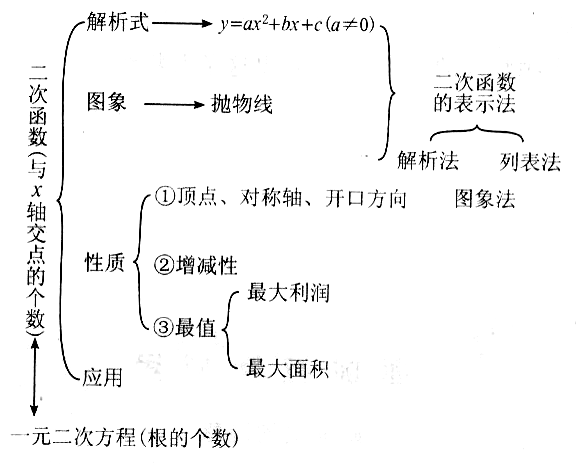 解析式 y=ax²+bx+c(a≠0)
图象 抛物线
二次函数
的表示法
解析法 列表法
图象法
二次函数(与x轴交点的个数)
性质
①顶点、对称轴、开口方向
②增减性
③最值
最大利润
最大面积
应用
一元二次方程(根的个数)